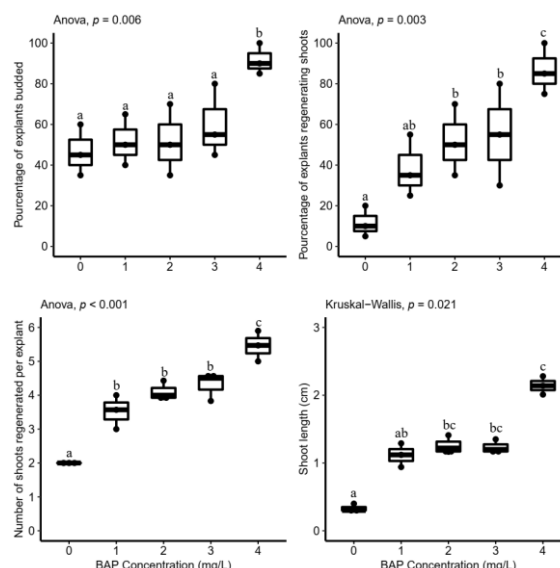 Anova, p = 0.006
Pourcentage of explants budded
100
80
60
40
20
0
a
a
a
a
b
0 1 2 3 4
Anova, p = 0.003
Pourcentage of explants regenerating shoots
100
80
60
40
20
0
a
ab
b
b
c
0 1 2 3 4
Anova, p < 0.001
Number of shoots regenerated per explant
6
5
4
3
2
1
0
a
b
b
b
c
0 1 2 3 4
BAP Concentration (mg/L)
Kruskal−Wallis, p = 0.021
Shoot length (cm)
3
2
1
0
a
ab
bc
bc
c
0 1 2 3 4
BAP Concentration (mg/L)